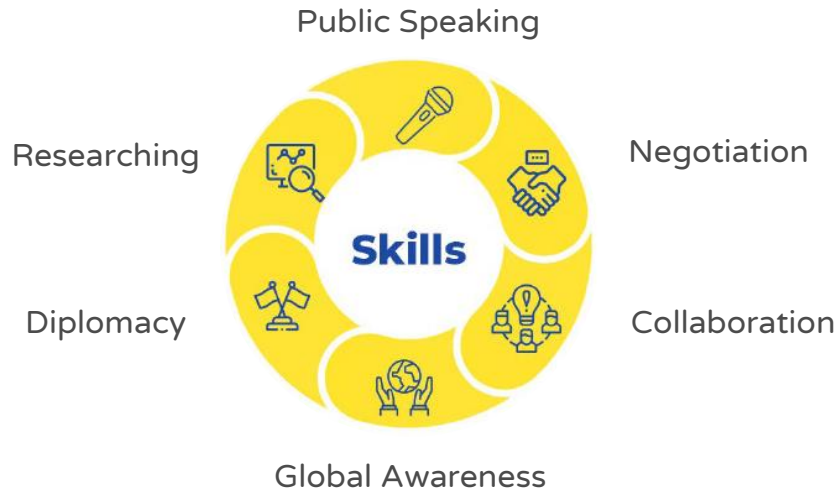 Public Speaking
Researching
Negotiation
Skills
Diplomacy
Collaboration
Global Awareness